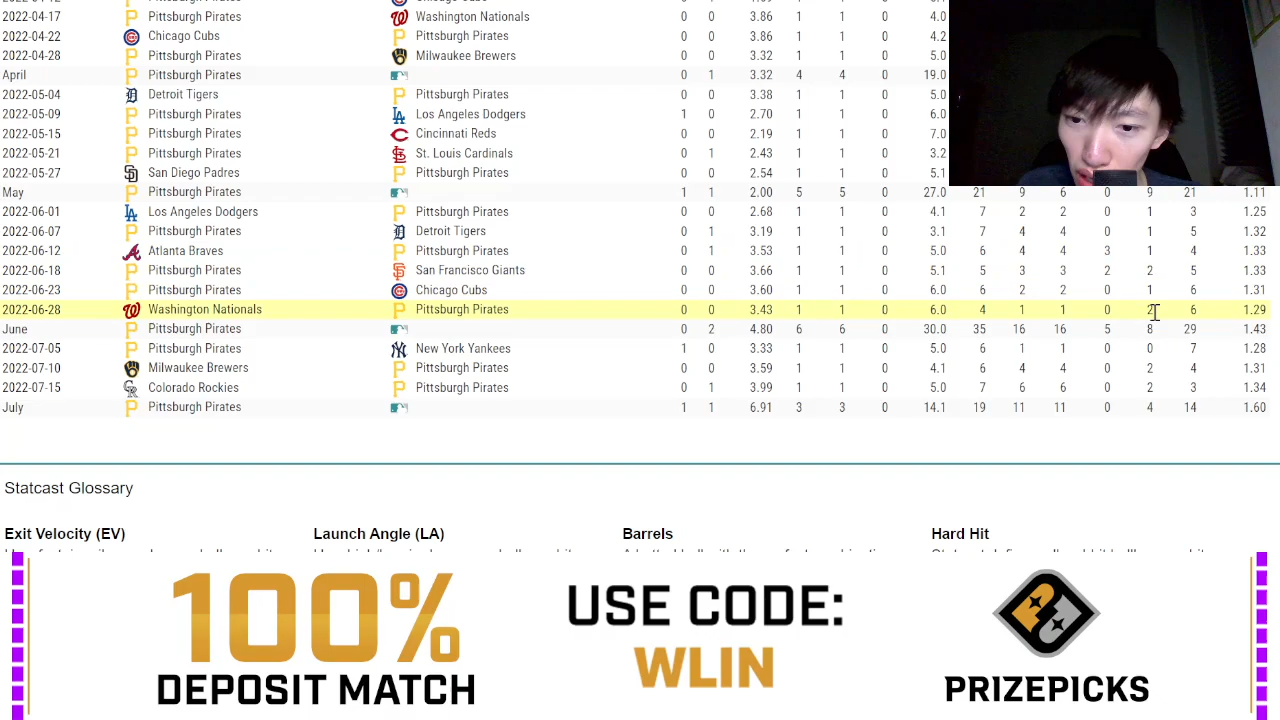 2022-04-17 Pittsburgh Pirates Washington Nationals 0 0 3.86 1 1 0 4.0
2022-04-22 Chicago Cubs Pittsburgh Pirates 0 0 3.86 1 1 0 4.2
2022-04-28 Pittsburgh Pirates Milwaukee Brewers 0 0 3.32 1 1 0 5.0
April Pittsburgh Pirates 0 1 3.32 4 4 0 19.0
2022-05-04 Detroit Tigers Pittsburgh Pirates 0 0 3.38 1 1 0 5.0
2022-05-09 Pittsburgh Pirates Los Angeles Dodgers 1 0 2.70 1 1 0 6.0
2022-05-15 Pittsburgh Pirates Cincinnati Reds 0 0 2.19 1 1 0 7.0
2022-05-21 Pittsburgh Pirates St. Louis Cardinals 0 1 2.43 1 1 0 3.2
2022-05-27 San Diego Padres Pittsburgh Pirates 0 0 2.54 1 1 0 5.1
May Pittsburgh Pirates 1 1 2.00 5 5 0 27.0 21 9 6 0 9 21 1.11
2022-06-01 Los Angeles Dodgers Pittsburgh Pirates 0 0 2.68 1 1 0 4.1 7 2 2 0 1 3 1.25
2022-06-07 Pittsburgh Pirates Detroit Tigers 0 1 3.19 1 1 0 3.1 7 4 4 0 1 5 1.32
2022-06-12 Atlanta Braves Pittsburgh Pirates 0 1 3.53 1 1 0 5.0 6 4 4 3 1 4 1.33
2022-06-18 Pittsburgh Pirates San Francisco Giants 0 0 3.66 1 1 0 5.1 5 3 3 2 2 5 1.33
2022-06-23 Pittsburgh Pirates Chicago Cubs 0 0 3.60 1 1 0 6.0 6 2 2 0 1 6 1.31
2022-06-28 Washington Nationals Pittsburgh Pirates 0 0 3.43 1 1 0 6.0 4 1 1 0 2 6 1.29
June Pittsburgh Pirates 0 2 4.80 6 6 0 30.0 35 16 16 5 8 29 1.43
2022-07-05 Pittsburgh Pirates New York Yankees 1 0 3.33 1 1 0 5.0 6 1 1 0 0 7 1.28
2022-07-10 Milwaukee Brewers Pittsburgh Pirates 0 0 3.59 1 1 0 4.1 6 4 4 0 2 4 1.31
2022-07-15 Colorado Rockies Pittsburgh Pirates 0 1 3.99 1 1 0 5.0 7 6 6 0 2 3 1.34
July Pittsburgh Pirates 1 1 6.91 3 3 0 14.1 19 11 11 0 4 14 1.60
Statcast Glossary
Exit Velocity (EV) Launch Angle (LA) Barrels Hard Hit
100%
DEPOSIT MATCH
USE CODE:
WLIN
PRIZEPICKS